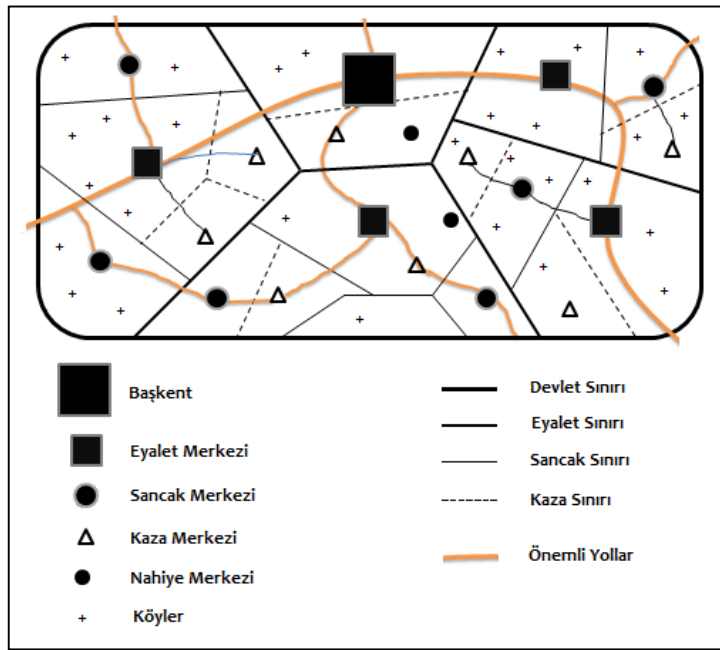 Başkent
Eyalet Merkezi
Sancak Merkezi
Kaza Merkezi
Nahiye Merkezi
Köyler
Devlet Sınırı
Eyalet Sınırı
Sancak Sınırı
Kaza Sınırı
Önemli Yollar